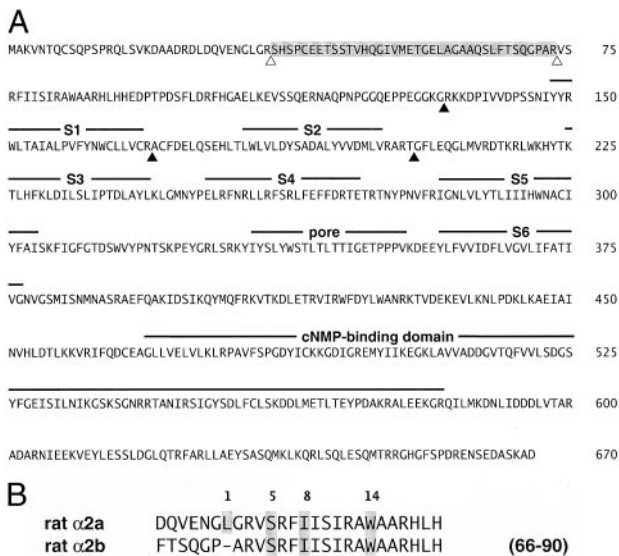 A
MAKVNTQCSQPSPRQLSVKDAADRDLDQVENGLGRSHSPCEETSSTVHQGIVMETGELAGAAQSLFTSQGPARVS 75
RFIISIRAWAARHLHHEDPTPDSFLDRFHGAELKEVSSQERNAQPNPGGQEPPEGGKGRKKDPIVVDPSSNIYYR 150
S1 S2
WLTAIALPVFYNWCLLVCRACFDELQSEHLTLWLVLDYSADALYVVDMLVRARTGFLEQGLMVRDTKRLWKHYTK 225
S3 S4 S5
TLHFKLDILSLIPTDLAYLKLGMNYPELRFNRLLRFSRLFEFFDRTETRTNYPNVFRIGNLVLYTLIIIHWNACI 300
pore S6
YFAISKFIGFGTDSWVYPNTSKPEYGRLSRKYIYSLYWSTLTLTTIGETPPPVKDEEYLFVVIDFLVGVLIFATI 375
VGNVGSMISNMNASRAEFQAKIDSIKQYMQFRKVTKDLETRVIRWFDYLWANRKTVDEKEVLKNLPDKLKAEIAI 450
cNMP-binding domain
NVHLDTLKKVRIFQDCEAGLLVELVLKLRPAVFSPGDYICKKGDIGREMYIIKEGKLAVVADDGVTQFVVLSDGS 525
YFGEISILNIKGSKSGNRRTANIRSIGYSDLFCLSKDDLMETLTEYPDAKRALEEKGRQILMKDNLIDDDLVTAR 600
ADARNIEEKVEYLESSLDGLQTRFARLLAEYSASQMKLKQRLSQLESQMTRRGHGFSPDRENSEDASKAD 670
B
1 5 8 14
rat α2a DQVENGLGRVSRFIISIRAWAARHLH
rat α2b FTSQGP-ARVSRFIISIRAWAARHLH (66-90)